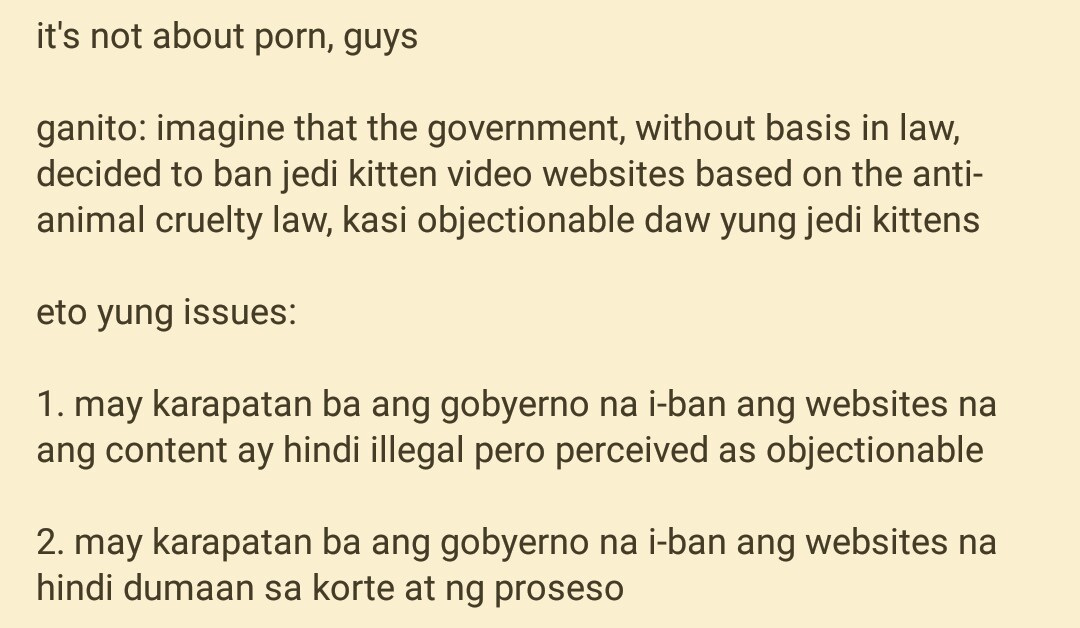 it's not about porn, guys
ganito: imagine that the government, without basis in law,
decided to ban jedi kitten video websites based on the anti-
animal cruelty law, kasi objectionable daw yung jedi kittens
eto yung issues:
1. may karapatan ba ang gobyerno na i-ban ang websites na
ang content ay hindi illegal pero perceived as objectionable
2. may karapatan ba ang gobyerno na i-ban ang websites na
hindi dumaan sa korte at ng proseso